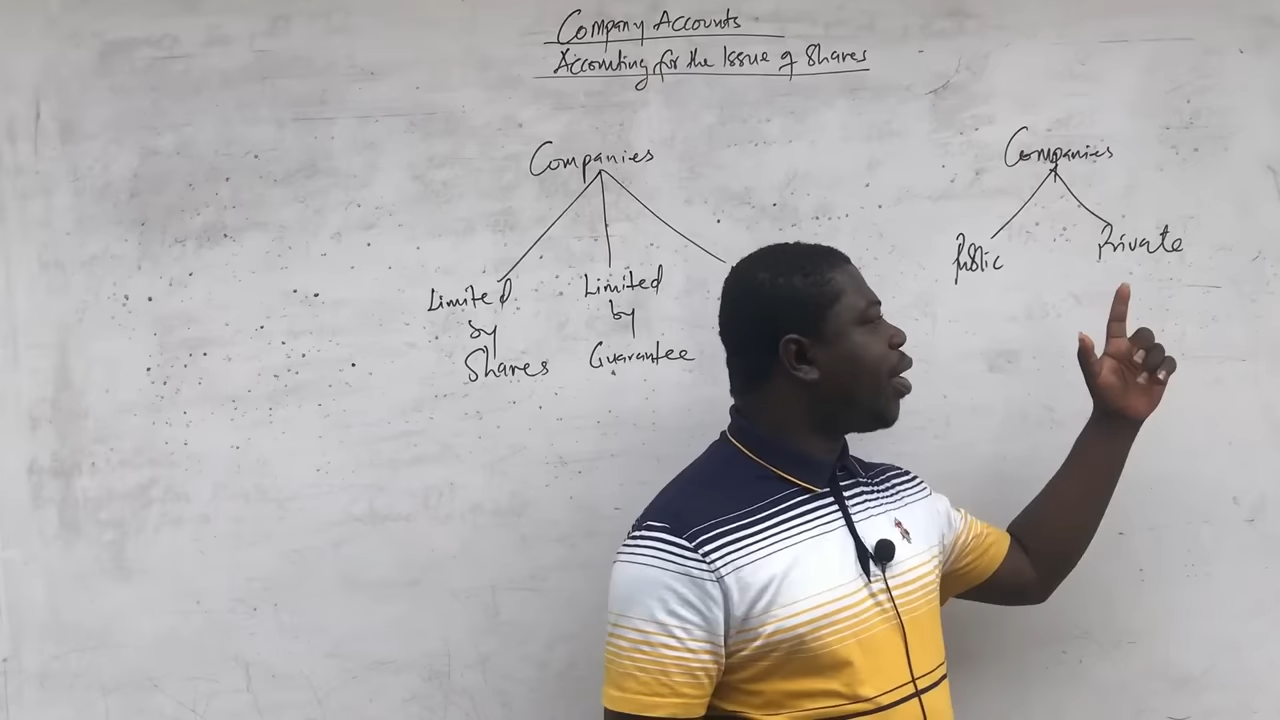 Company Accounts
Accounting for the Issue of Shares
Companies
Limited
by
Shares
Limited
by
Guarantee
Companies
Public
Private